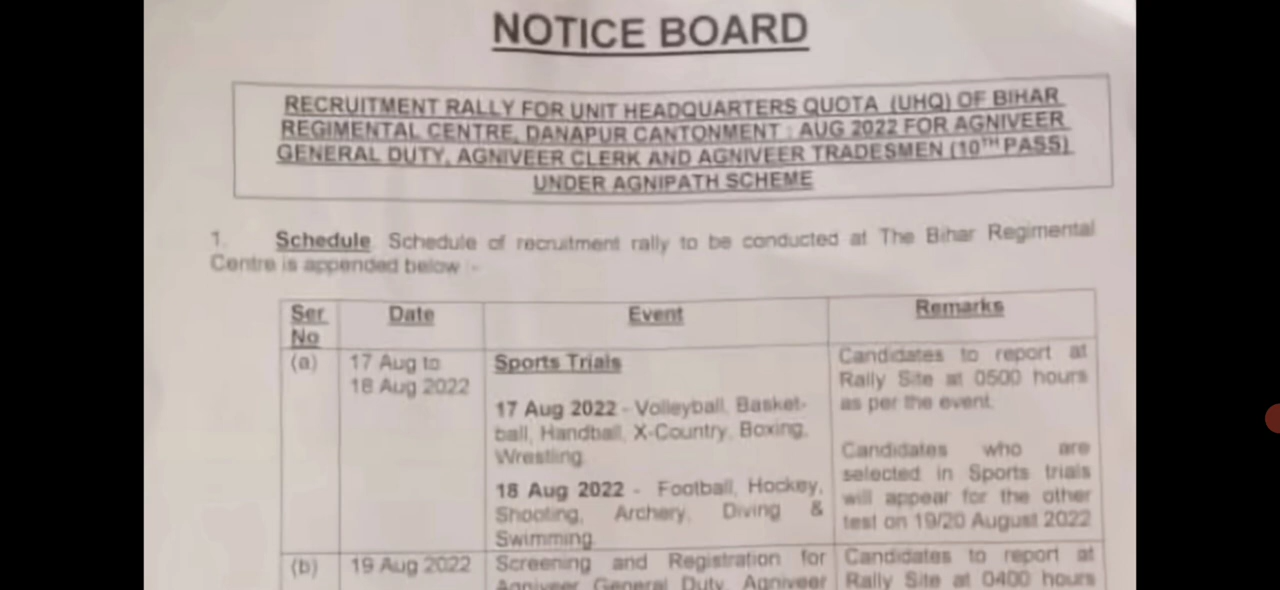 NOTICE BOARD
RECRUITMENT RALLY FOR UNIT HEADQUARTERS QUOTA (UHQ) OF BIHAR
REGIMENTAL CENTRE, DANAPUR CANTONMENT : AUG 2022 FOR AGNIVEER
GENERAL DUTY, AGNIVEER CLERK AND AGNIVEER TRADESMEN (10TH PASS)
UNDER AGNIPATH SCHEME
1. Schedule Schedule of recruitment rally to be conducted at The Bihar Regimental
Centre is appended below :-
Ser No
Date
Event
Remarks
(a)
17 Aug to
18 Aug 2022
Sports Trials
17 Aug 2022 - Volleyball, Basket-
ball, Handball, X-Country, Boxing,
Wrestling
18 Aug 2022 - Football, Hockey,
Shooting, Archery, Diving &
Swimming
Candidates to report at
Rally Site at 0500 hours
as per the event
Candidates who are
selected in Sports trials
will appear for the other
test on 19/20 August 2022
(b)
19 Aug 2022
Screening and Registration for
Agniveer General Duty, Agniveer
Candidates to report at
Rally Site at 0400 hours